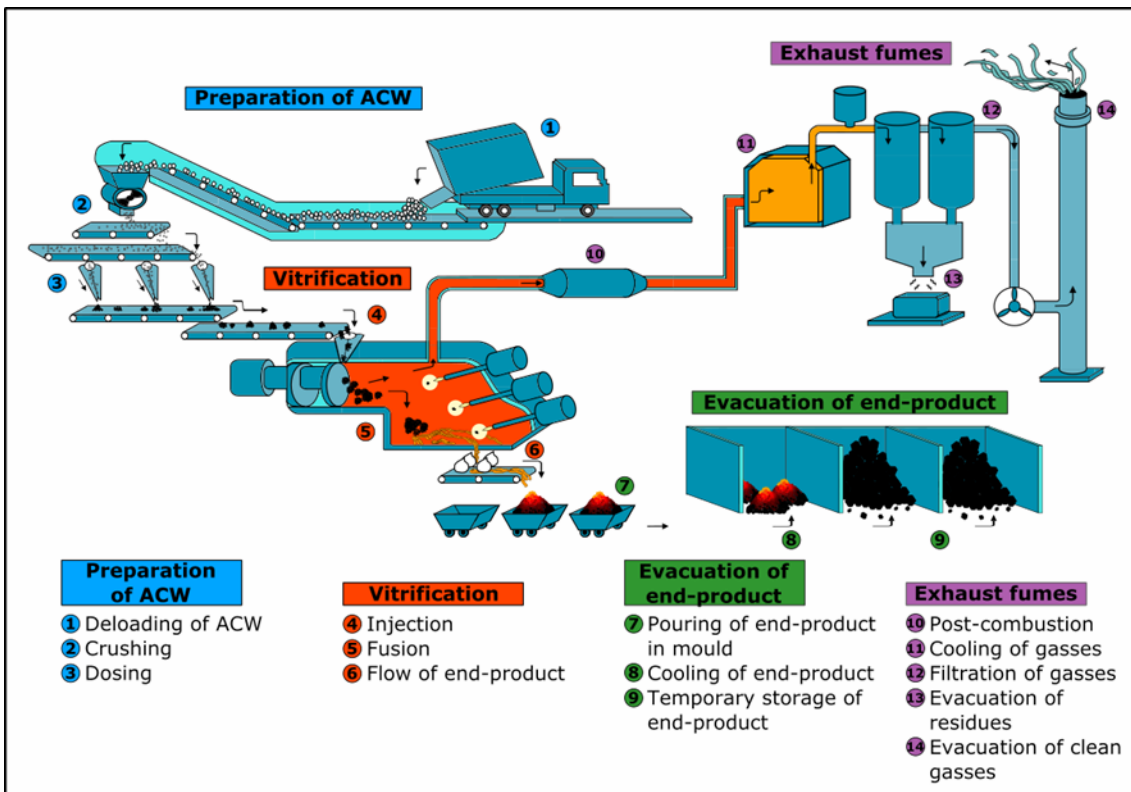 Exhaust fumes
Preparation of ACW
1
12
14
11
2
10
Vitrification
3
13
4
Evacuation of end-product
5
6
7
8
9
Preparation
of ACW
1 Deloading of ACW
2 Crushing
3 Dosing
Vitrification
4 Injection
5 Fusion
6 Flow of end-product
Evacuation of
end-product
7 Pouring of end-product
in mould
8 Cooling of end-product
9 Temporary storage of
end-product
Exhaust fumes
10 Post-combustion
11 Cooling of gasses
12 Filtration of gasses
13 Evacuation of
residues
14 Evacuation of clean
gasses